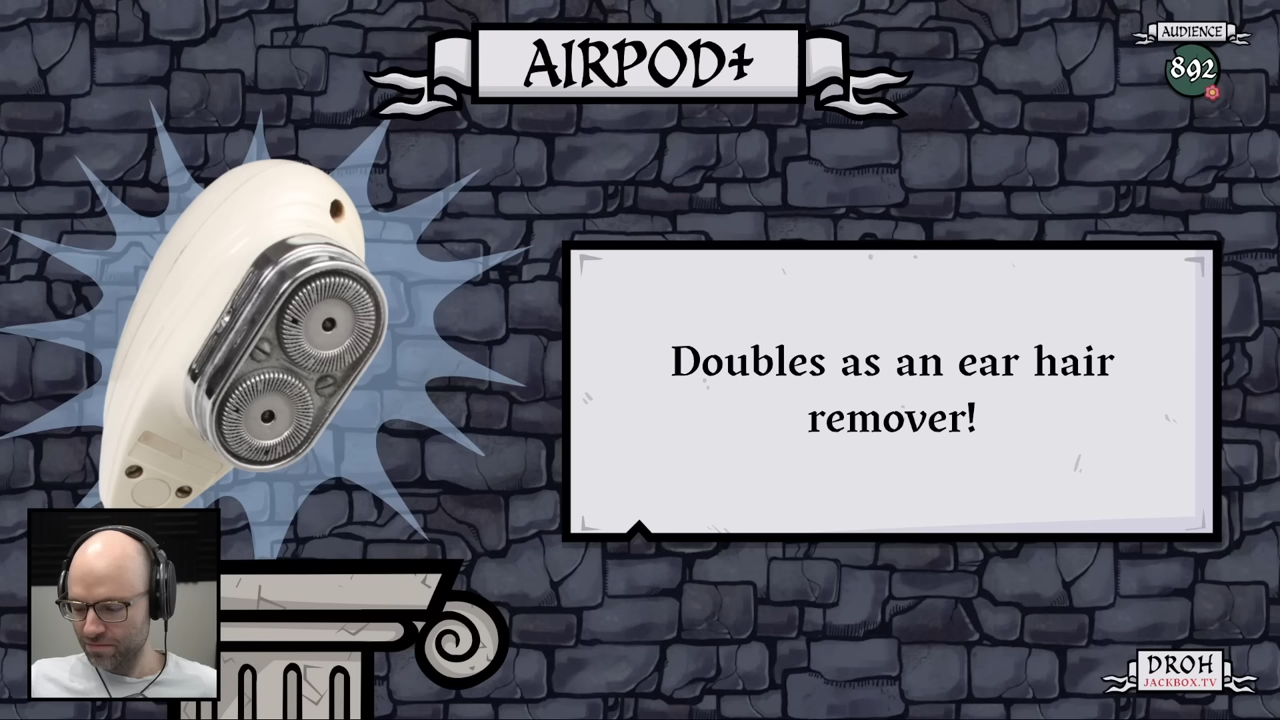 AIRPOD+
AUDIENCE
892
Doubles as an ear hair
remover!
DROH
JACKBOX.TV